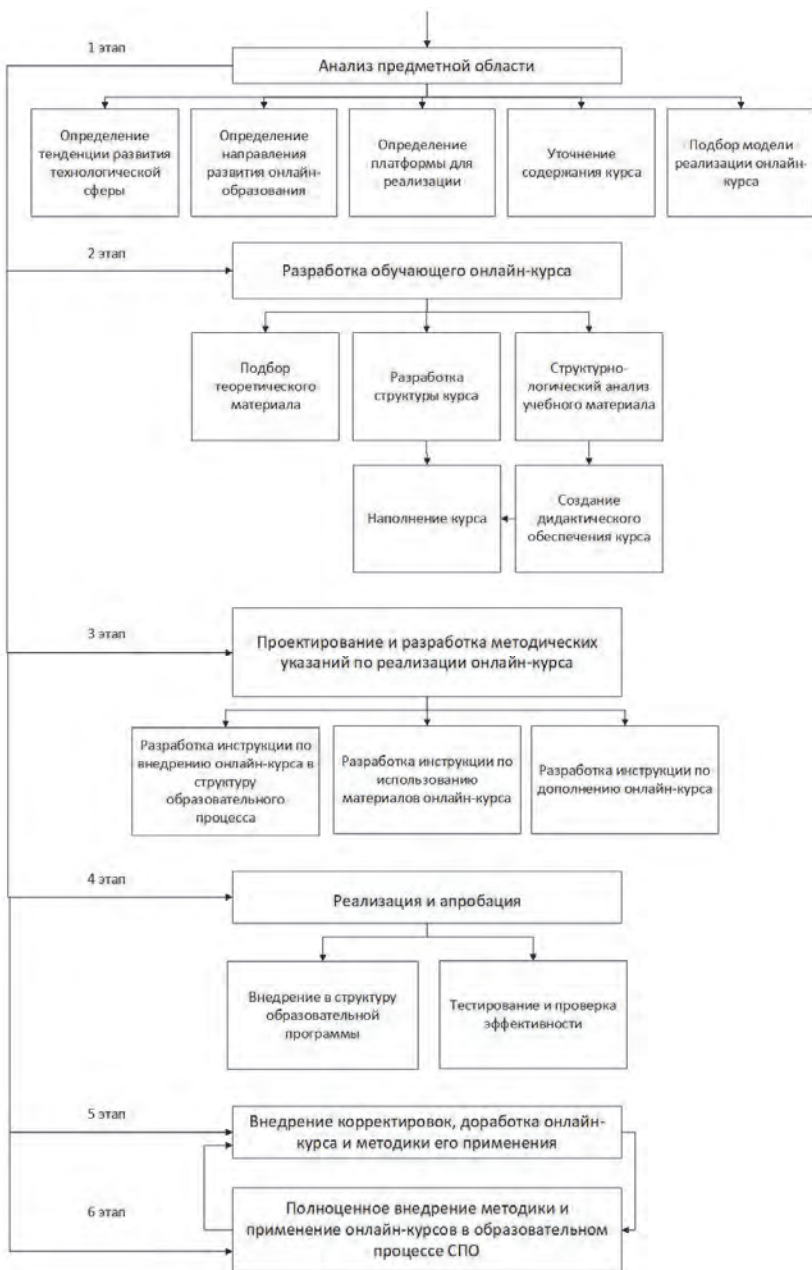 1 этап
Анализ предметной области
Определение
тенденции развития
технологической
сферы
Определение
направления
развития онлайн-
образования
Определение
платформы для
реализации
Уточнение
содержания курса
Подбор модели
реализации онлайн-
курса
2 этап
Разработка обучающего онлайн-курса
Подбор
теоретического
материала
Разработка
структуры курса
Структурно-
логический анализ
учебного материала
Наполнение курса
Создание
дидактического
обеспечения курса
3 этап
Проектирование и разработка методических
указаний по реализации онлайн-курса
Разработка инструкции по
внедрению онлайн-курса в
структуру
образовательного
процесса
Разработка инструкции по
использованию
материалов онлайн-курса
Разработка инструкции по
дополнению онлайн-курса
4 этап
Реализация и апробация
Внедрение в структуру
образовательной
программы
Тестирование и проверка
эффективности
5 этап
Внедрение корректировок, доработка онлайн-
курса и методики его применения
6 этап
Полноценное внедрение методики и
применение онлайн-курсов в образовательном
процессе СПО